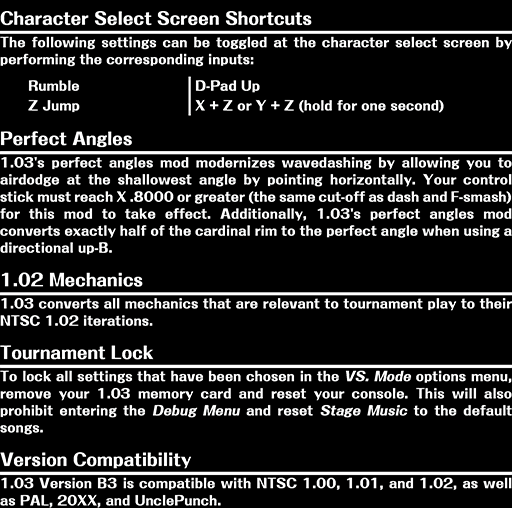 Character Select Screen Shortcuts
The following settings can be toggled at the character select screen by
performing the corresponding inputs:
Rumble D-Pad Up
Z Jump X + Z or Y + Z (hold for one second)
Perfect Angles
1.03's perfect angles mod modernizes wavedashing by allowing you to
airdodge at the shallowest angle by pointing horizontally. Your control
stick must reach X .8000 or greater (the same cut-off as dash and F-smash)
for this mod to take effect. Additionally, 1.03's perfect angles mod
converts exactly half of the cardinal rim to the perfect angle when using a
directional up-B.
1.02 Mechanics
1.03 converts all mechanics that are relevant to tournament play to their
NTSC 1.02 iterations.
Tournament Lock
To lock all settings that have been chosen in the VS. Mode options menu,
remove your 1.03 memory card and reset your console. This will also
prohibit entering the Debug Menu and reset Stage Music to the default
songs.
Version Compatibility
1.03 Version B3 is compatible with NTSC 1.00, 1.01, and 1.02, as well
as PAL, 20XX, and UnclePunch.